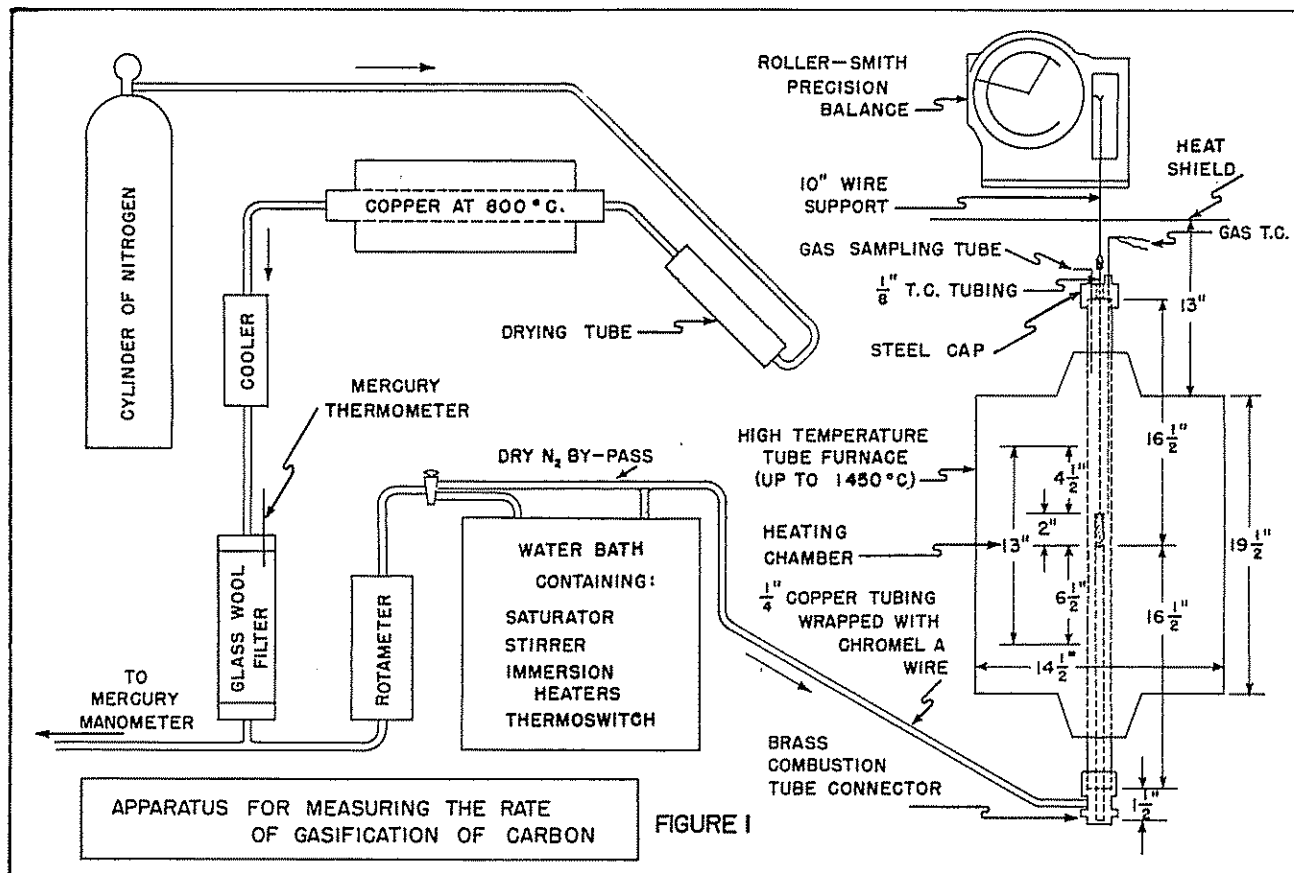 CYLINDER OF NITROGEN
COPPER AT 800°C.
COOLER
DRYING TUBE
MERCURY
THERMOMETER
GLASS WOOL
FILTER
TO
MERCURY
MANOMETER
ROTAMETER
DRY N₂ BY-PASS
WATER BATH
CONTAINING:
SATURATOR
STIRRER
IMMERSION
HEATERS
THERMOSWITCH
ROLLER-SMITH
PRECISION
BALANCE
HEAT
SHIELD
10" WIRE
SUPPORT
GAS T.C.
GAS SAMPLING TUBE
1/8" T.C. TUBING
STEEL CAP
13"
HIGH TEMPERATURE
TUBE FURNACE
(UP TO 1450°C)
16 1/2"
4 1/2"
2"
HEATING
CHAMBER
13"
19 1/2"
6 1/2"
16 1/2"
1/4" COPPER TUBING
WRAPPED WITH
CHROMEL A
WIRE
14 1/2"
BRASS
COMBUSTION
TUBE CONNECTOR
1 1/2"
APPARATUS FOR MEASURING THE RATE
OF GASIFICATION OF CARBON
FIGURE I